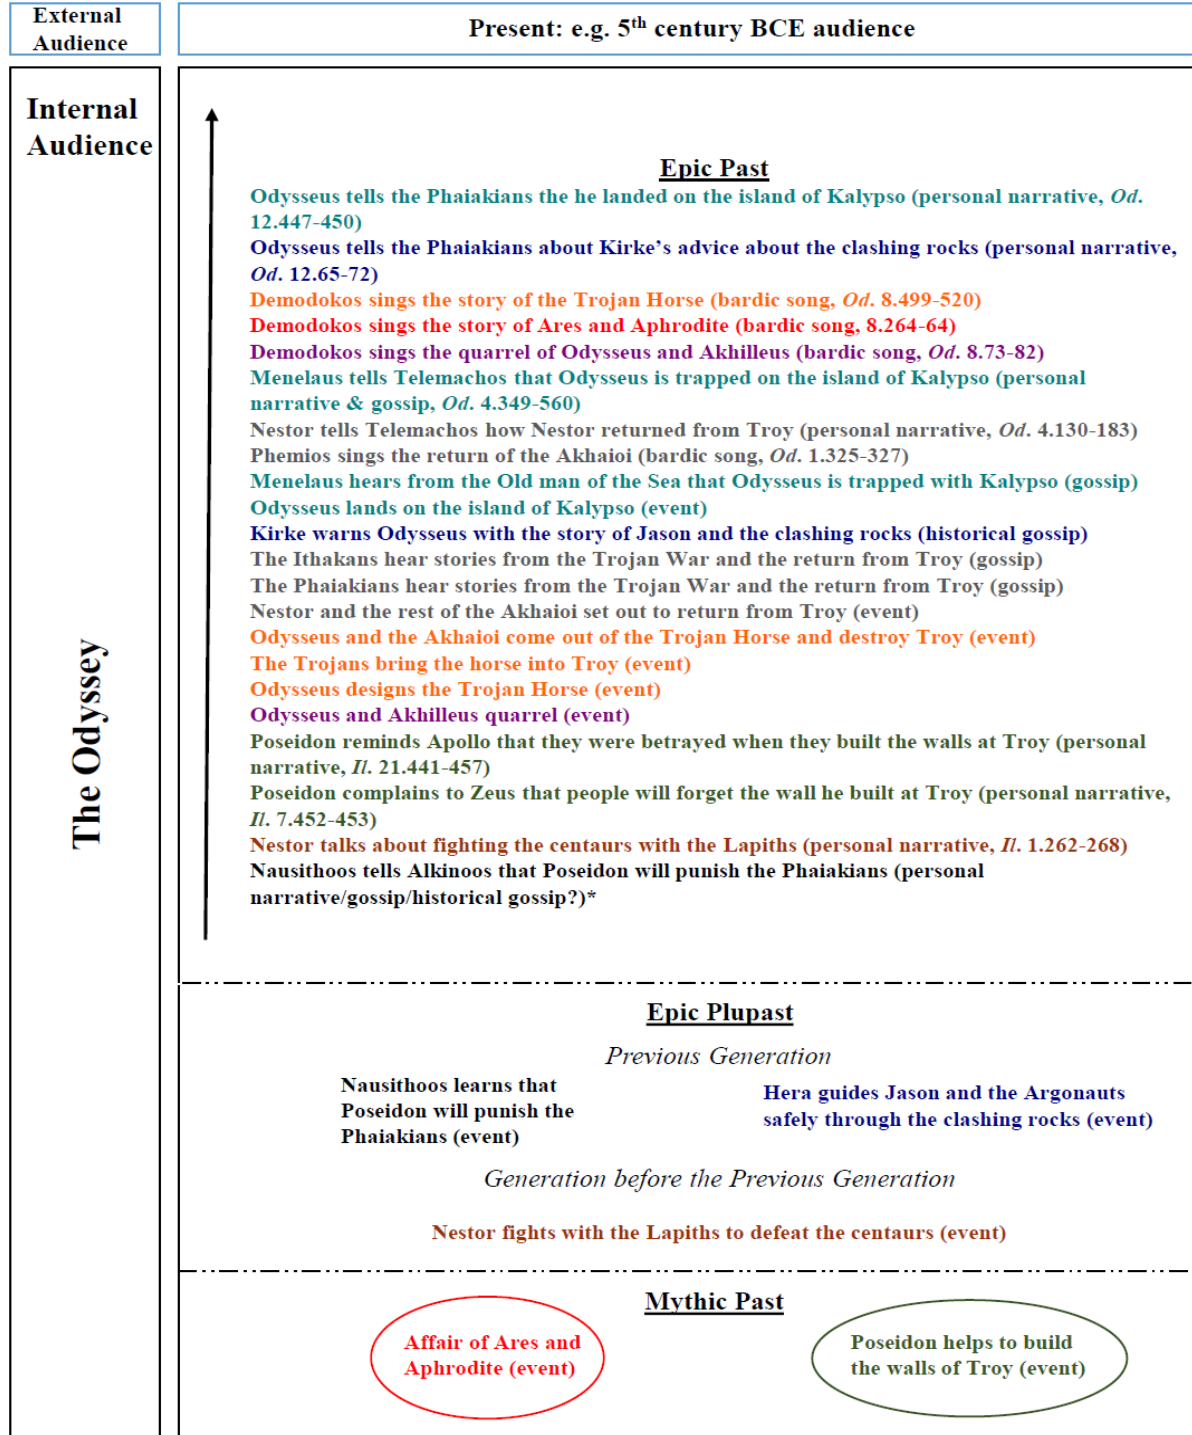 External
Audience
Present: e.g. 5th century BCE audience
Internal
Audience
The Odyssey
Epic Past
Odysseus tells the Phaiakians the he landed on the island of Kalypso (personal narrative, Od.
12.447-450)
Odysseus tells the Phaiakians about Kirke's advice about the clashing rocks (personal narrative,
Od. 12.65-72)
Demodokos sings the story of the Trojan Horse (bardic song, Od. 8.499-520)
Demodokos sings the story of Ares and Aphrodite (bardic song, 8.264-64)
Demodokos sings the quarrel of Odysseus and Akhilleus (bardic song, Od. 8.73-82)
Menelaus tells Telemachos that Odysseus is trapped on the island of Kalypso (personal
narrative & gossip, Od. 4.349-560)
Nestor tells Telemachos how Nestor returned from Troy (personal narrative, Od. 4.130-183)
Phemios sings the return of the Akhaioi (bardic song, Od. 1.325-327)
Menelaus hears from the Old man of the Sea that Odysseus is trapped with Kalypso (gossip)
Odysseus lands on the island of Kalypso (event)
Kirke warns Odysseus with the story of Jason and the clashing rocks (historical gossip)
The Ithakans hear stories from the Trojan War and the return from Troy (gossip)
The Phaiakians hear stories from the Trojan War and the return from Troy (gossip)
Nestor and the rest of the Akhaioi set out to return from Troy (event)
Odysseus and the Akhaioi come out of the Trojan Horse and destroy Troy (event)
The Trojans bring the horse into Troy (event)
Odysseus designs the Trojan Horse (event)
Odysseus and Akhilleus quarrel (event)
Poseidon reminds Apollo that they were betrayed when they built the walls at Troy (personal
narrative, Il. 21.441-457)
Poseidon complains to Zeus that people will forget the wall he built at Troy (personal narrative,
Il. 7.452-453)
Nestor talks about fighting the centaurs with the Lapiths (personal narrative, Il. 1.262-268)
Nausithoos tells Alkinoos that Poseidon will punish the Phaiakians (personal
narrative/gossip/historical gossip?)*
Epic Plupast
Previous Generation
Nausithoos learns that
Poseidon will punish the
Phaiakians (event)
Hera guides Jason and the Argonauts
safely through the clashing rocks (event)
Generation before the Previous Generation
Nestor fights with the Lapiths to defeat the centaurs (event)
Mythic Past
Affair of Ares and
Aphrodite (event)
Poseidon helps to build
the walls of Troy (event)